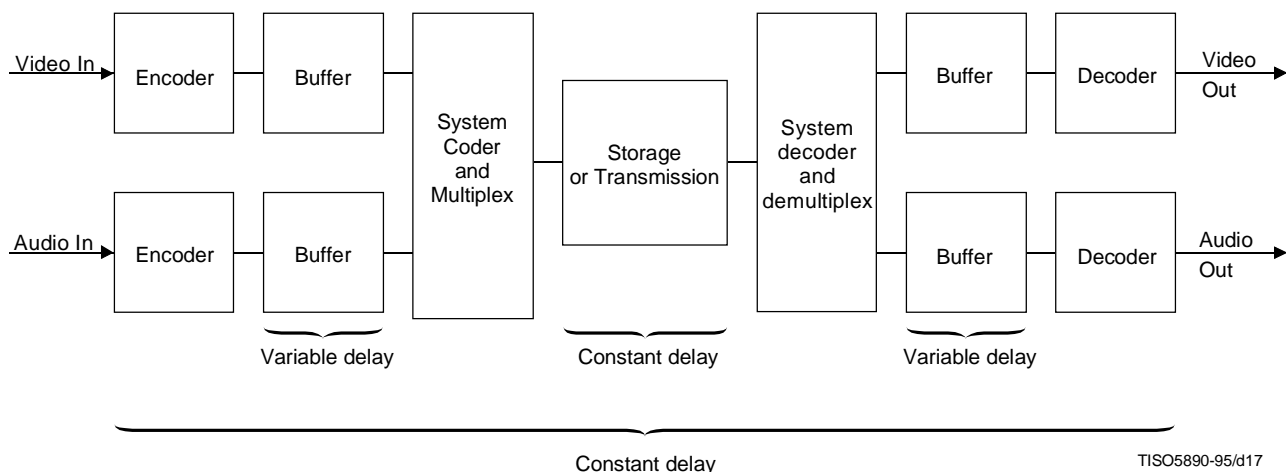 Video In
Encoder
Buffer
System
Coder
and
Multiplex
Storage
or Transmission
System
decoder
and
demultiplex
Buffer
Decoder
Video
Out
Audio In
Encoder
Buffer
Buffer
Decoder
Audio
Out
Variable delay
Constant delay
Variable delay
Constant delay
TISO5890-95/d17